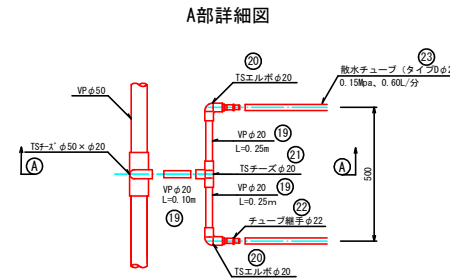 A部詳細図
⑳
TSエルボφ20
㉓
散水チューブ (タイプDφ2
0.15Mpa、0.60L/分
VPφ50
VPφ20 ⑲
L=0.25m
㉑
TSチーズφ50×φ20
Ⓐ
TSチーズφ20
Ⓐ
VPφ20
L=0.10m
⑲
VPφ20 ⑲
L=0.25m
㉒
チューブ継手φ22
500
⑳
TSエルボφ20